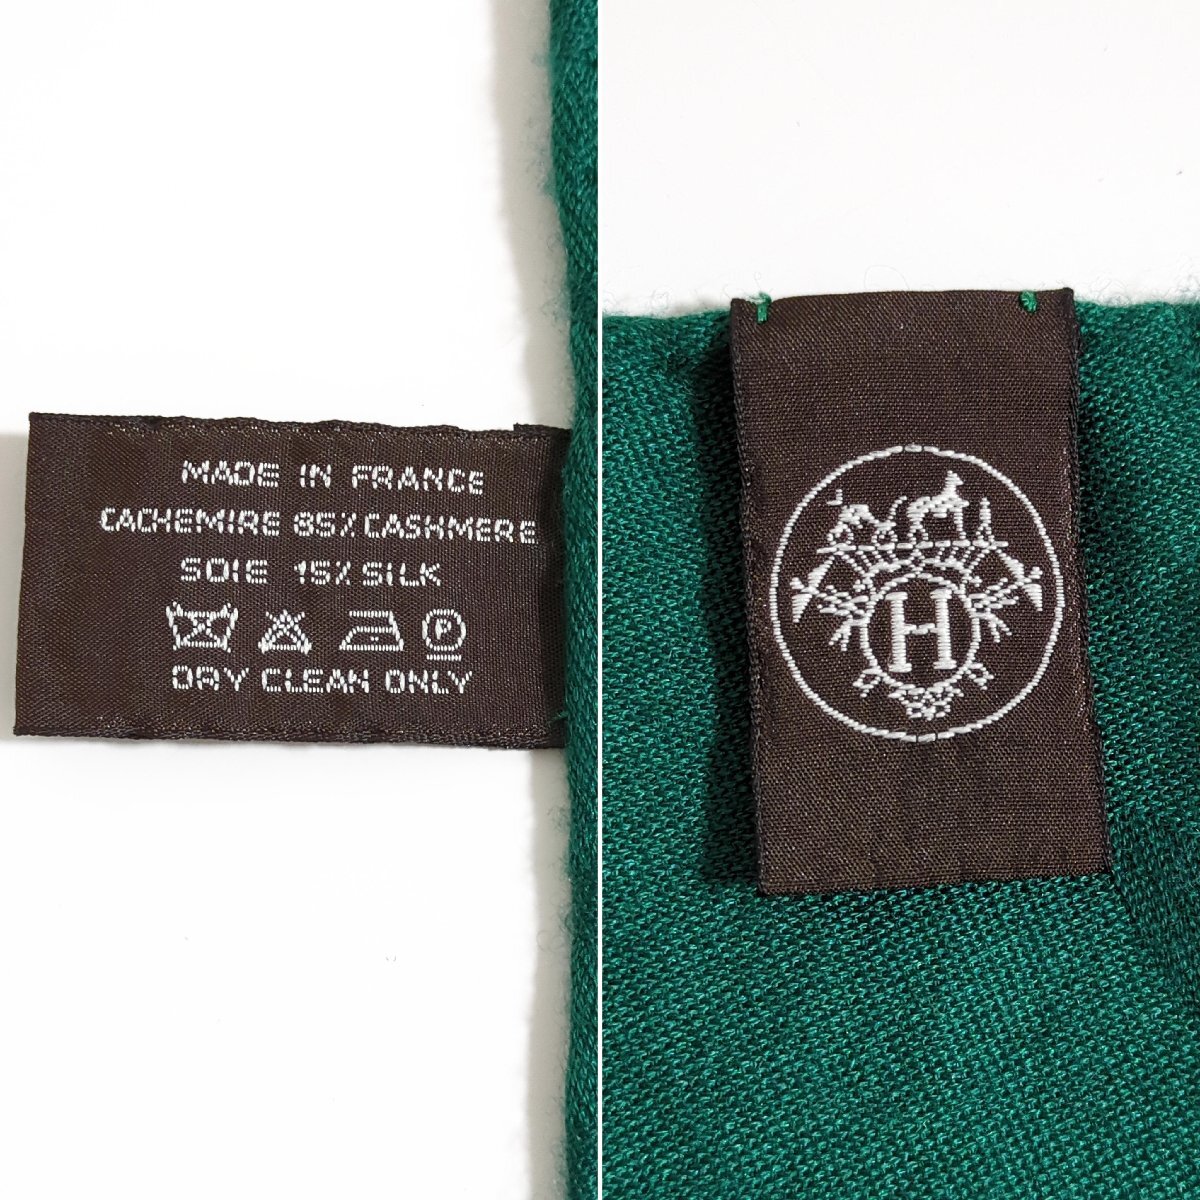 MADE IN FRANCE
CACHEMIRE 85% CASHMERE
SOIE 15% SILK
P
DRY CLEAN ONLY
H